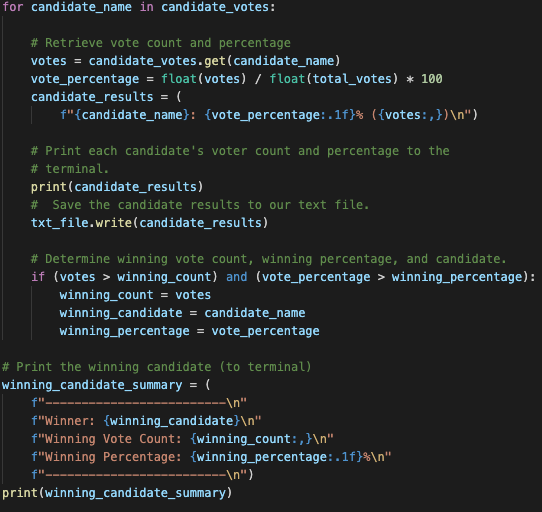 for candidate_name in candidate_votes:
# Retrieve vote count and percentage
votes = candidate_votes.get(candidate_name)
vote_percentage = float(votes) / float(total_votes) * 100
candidate_results = (
f"{candidate_name}: {vote_percentage:.1f}% ({votes:,})\n")
# Print each candidate's voter count and percentage to the
# terminal.
print(candidate_results)
#  Save the candidate results to our text file.
txt_file.write(candidate_results)
# Determine winning vote count, winning percentage, and candidate.
if (votes > winning_count) and (vote_percentage > winning_percentage):
winning_count = votes
winning_candidate = candidate_name
winning_percentage = vote_percentage
# Print the winning candidate (to terminal)
winning_candidate_summary = (
f"-------------------------\n"
f"Winner: {winning_candidate}\n"
f"Winning Vote Count: {winning_count:,}\n"
f"Winning Percentage: {winning_percentage:.1f}%\n"
f"-------------------------\n")
print(winning_candidate_summary)